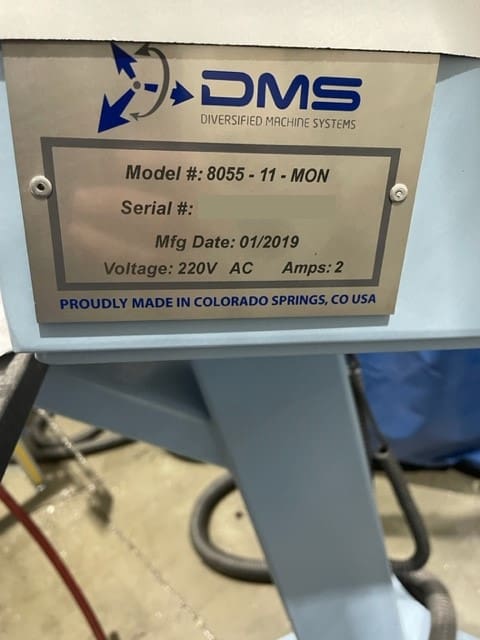 DMS
DIVERSIFIED MACHINE SYSTEMS
Model #: 8055 - 11 - MON
Serial #:
Mfg Date: 01/2019
Voltage: 220V AC Amps: 2
PROUDLY MADE IN COLORADO SPRINGS, CO USA